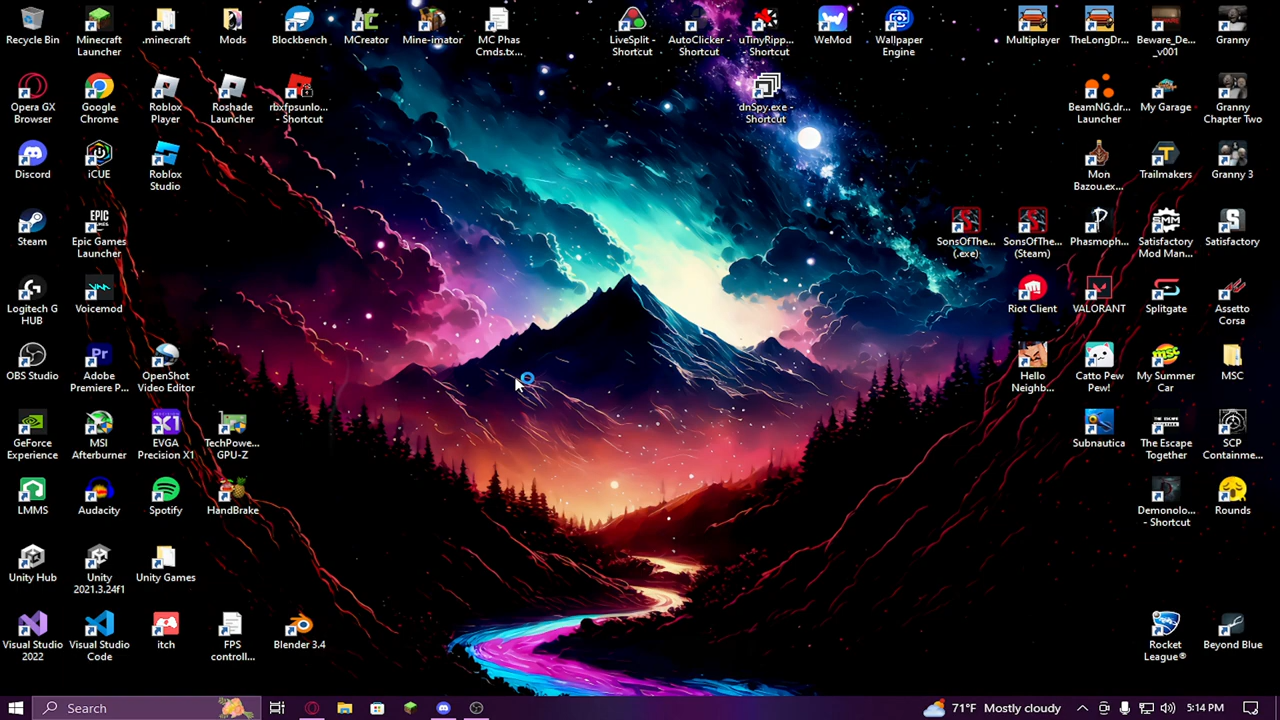 Recycle Bin
Minecraft
Launcher
.minecraft
Mods
Blockbench
MCreator
Mine-imator
MC Phas
Cmds.tx...
LiveSplit -
Shortcut
AutoClicker -
Shortcut
uTinyRipp...
- Shortcut
WeMod
Wallpaper
Engine
Multiplayer
TheLongDr...
Beware_De...
_v001
Granny
Opera GX
Browser
Google
Chrome
Roblox
Player
Roshade
Launcher
rbxfpsunlo...
- Shortcut
dnSpy.exe -
Shortcut
BeamNG.dr...
Launcher
My Garage
Granny
Chapter Two
Discord
iCUE
Roblox
Studio
Mon
Bazou.ex...
Trailmakers
Granny 3
Steam
EPIC
GAMES
Epic Games
Launcher
SonsOfThe...
(.exe)
SonsOfThe...
(Steam)
Phasmoph...
SMM
Satisfactory
Mod Man...
Satisfactory
Logitech G
HUB
Voicemod
Riot Client
VALORANT
Splitgate
Assetto
Corsa
OBS Studio
Pr
Adobe
Premiere P...
OpenShot
Video Editor
Hello
Neighb...
Catto Pew
Pew!
msc
My Summer
Car
MSC
GeForce
Experience
MSI
Afterburner
X1
EVGA
Precision X1
TechPowe...
GPU-Z
Subnautica
The Escape
Together
SCP
Containme...
LMMS
Audacity
Spotify
HandBrake
Demonolo...
- Shortcut
Rounds
Unity Hub
Unity
2021.3.24f1
Unity Games
Visual Studio
2022
Visual Studio
Code
itch
FPS
controll...
Blender 3.4
Rocket
League®
Beyond Blue
Search
71°F Mostly cloudy
5:14 PM